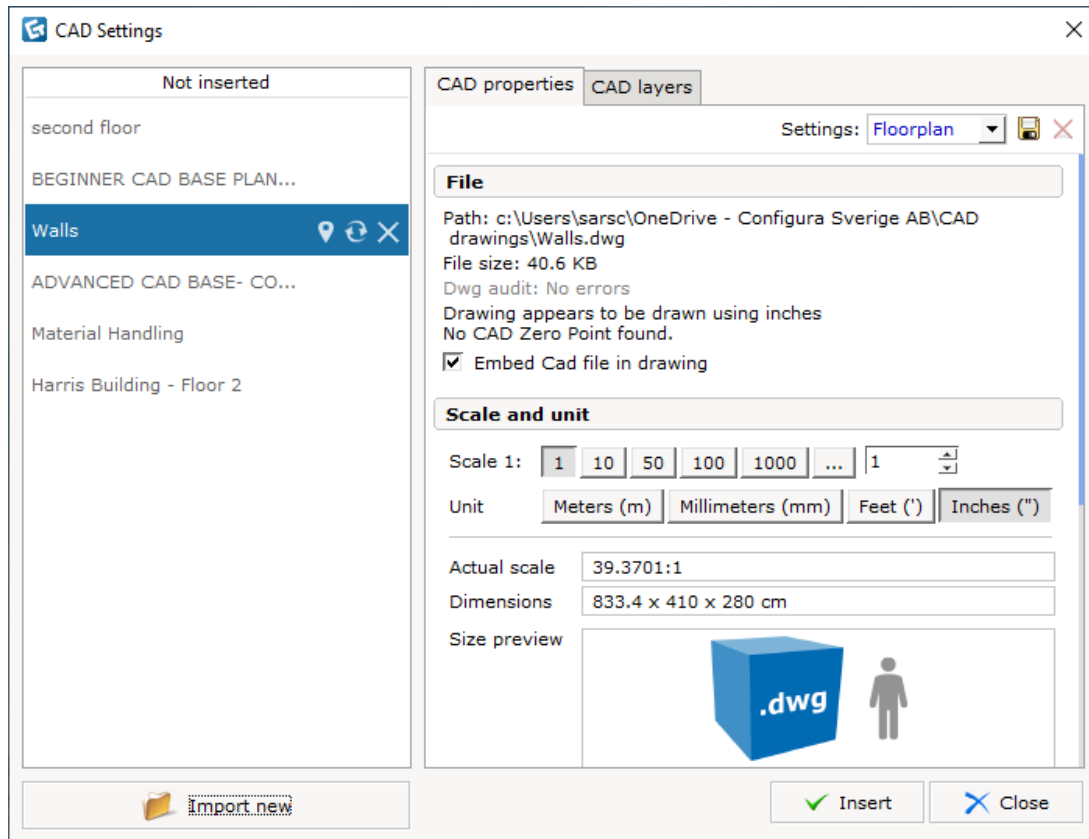 CAD Settings
Not inserted
second floor
BEGINNER CAD BASE PLAN...
Walls
ADVANCED CAD BASE- CO...
Material Handling
Harris Building - Floor 2
Import new
CAD properties
CAD layers
Settings: Floorplan
File
Path: c:\Users\sarsc\OneDrive - Configura Sverige AB\CAD
drawings\Walls.dwg
File size: 40.6 KB
Dwg audit: No errors
Drawing appears to be drawn using inches
No CAD Zero Point found.
Embed Cad file in drawing
Scale and unit
Scale 1: 1 10 50 100 1000 ... 1
Unit Meters (m) Millimeters (mm) Feet (') Inches (")
Actual scale 39.3701:1
Dimensions 833.4 x 410 x 280 cm
Size preview
.dwg
Insert
Close